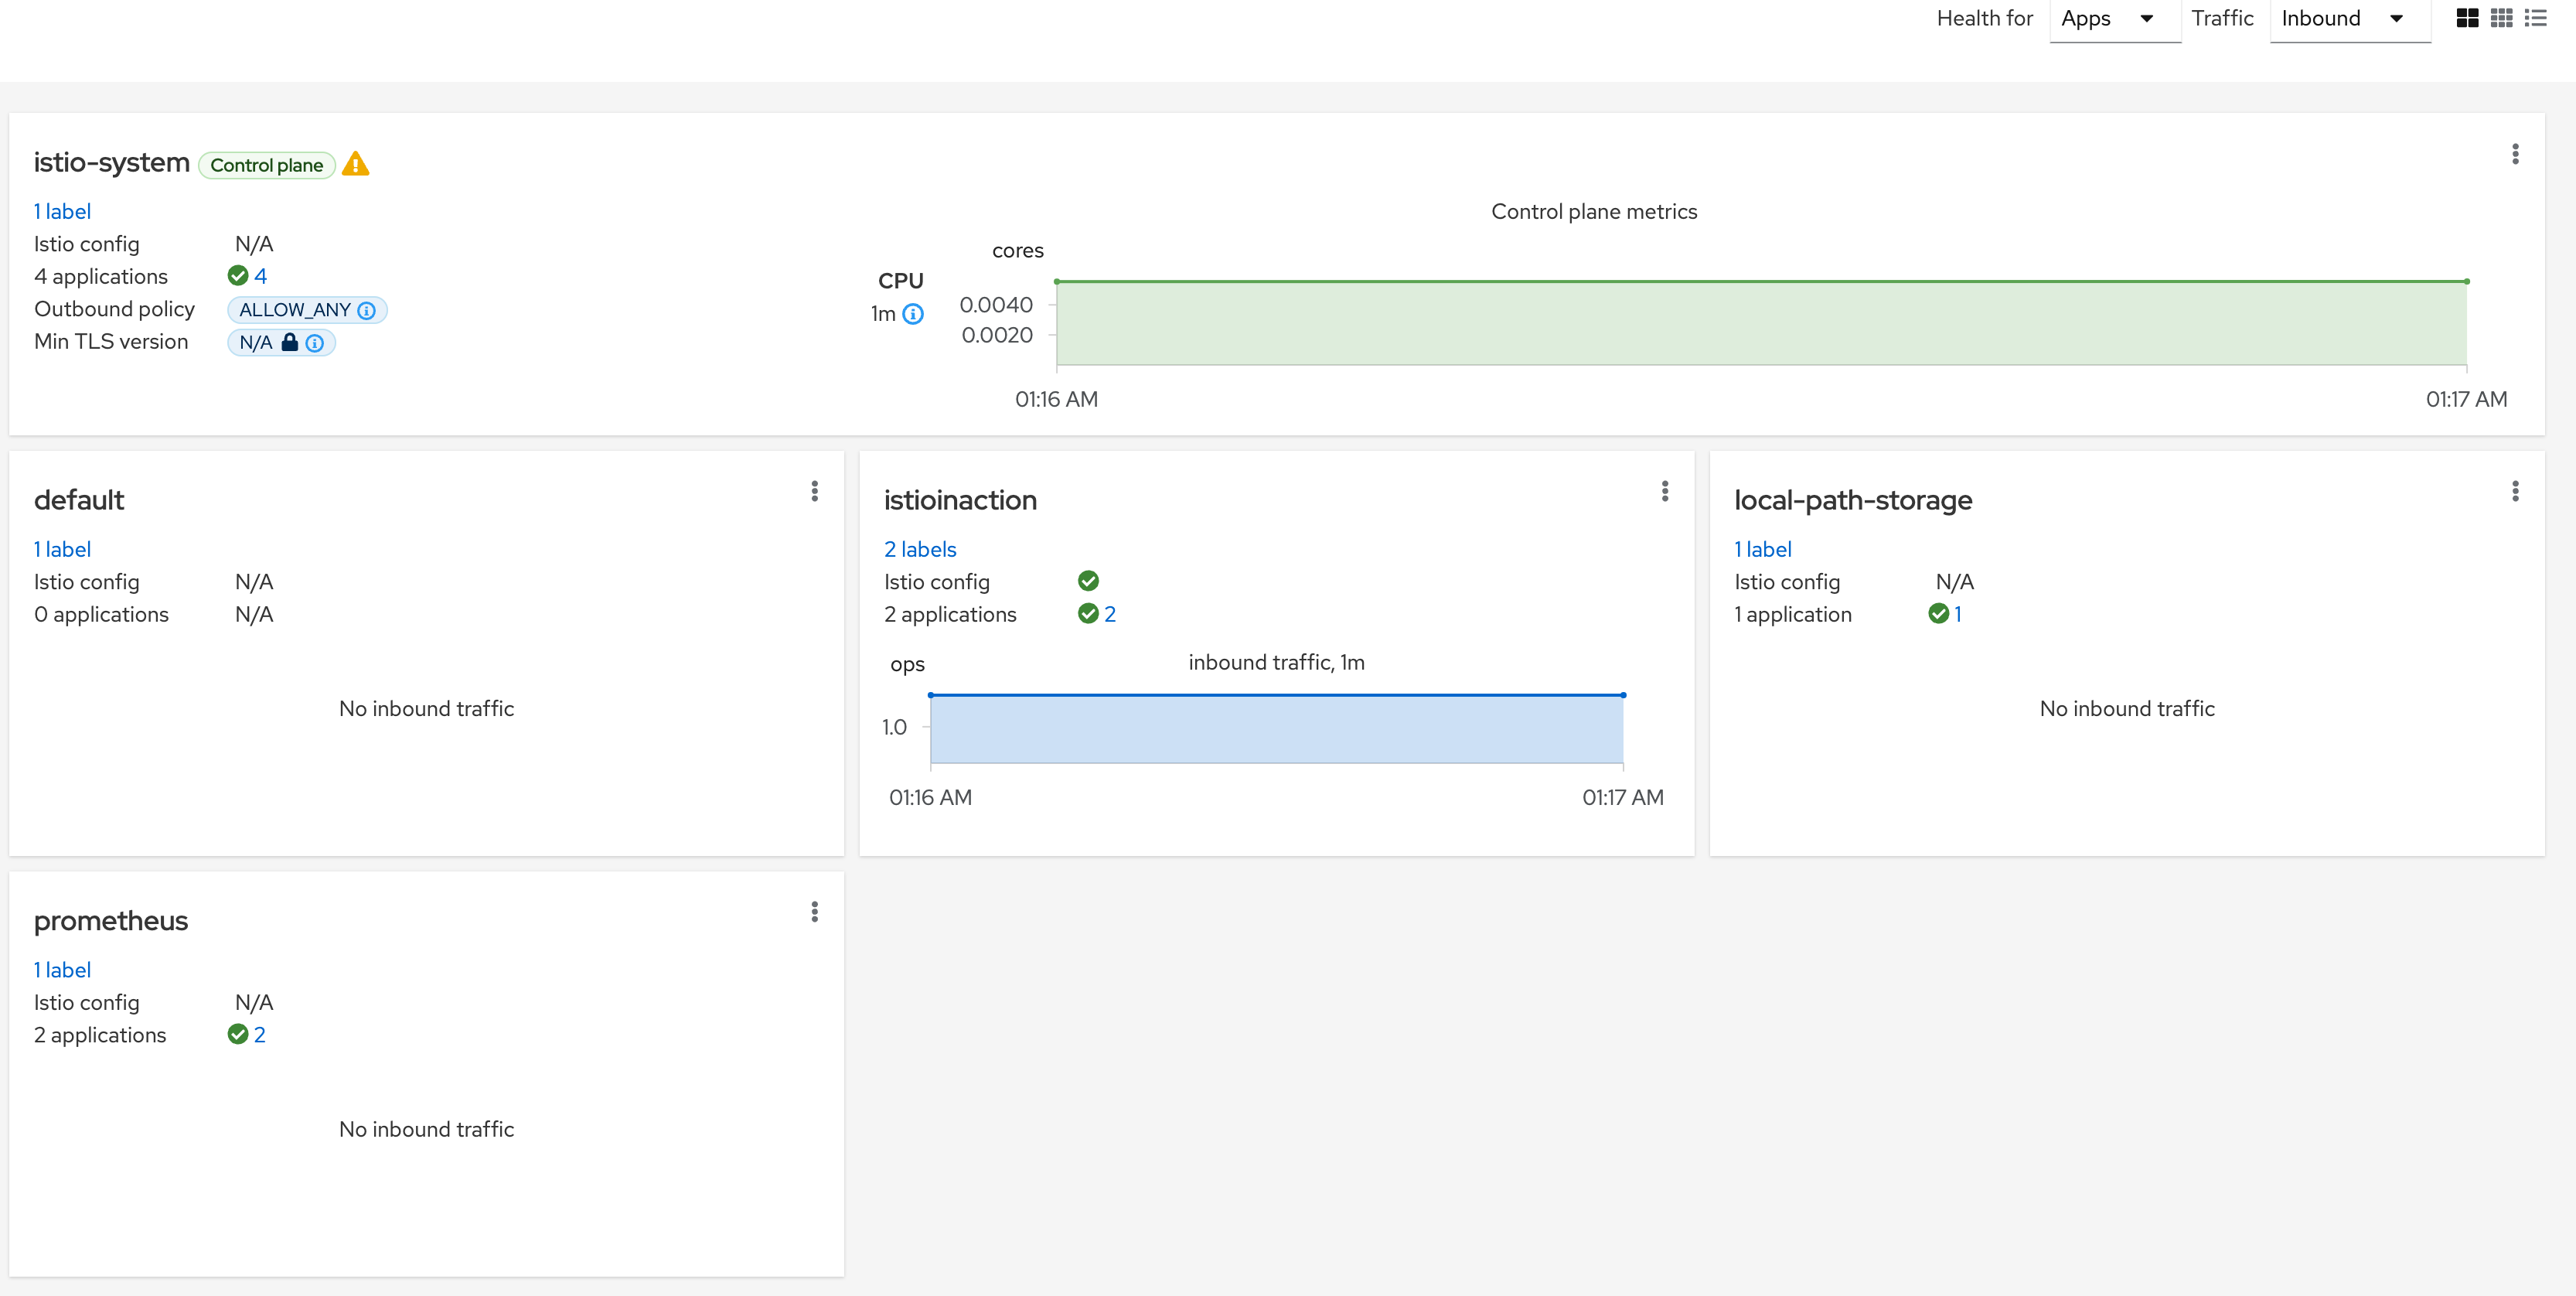 Health for Apps Traffic Inbound
istio-system Control plane
1 label
Istio config N/A
4 applications 4
Outbound policy ALLOW_ANY
Min TLS version N/A
Control plane metrics
cores
CPU
1m
0.0040
0.0020
01:16 AM 01:17 AM
default
1 label
Istio config N/A
0 applications N/A
No inbound traffic
istioinaction
2 labels
Istio config
2 applications 2
ops inbound traffic, 1m
1.0
01:16 AM 01:17 AM
local-path-storage
1 label
Istio config N/A
1 application 1
No inbound traffic
prometheus
1 label
Istio config N/A
2 applications 2
No inbound traffic